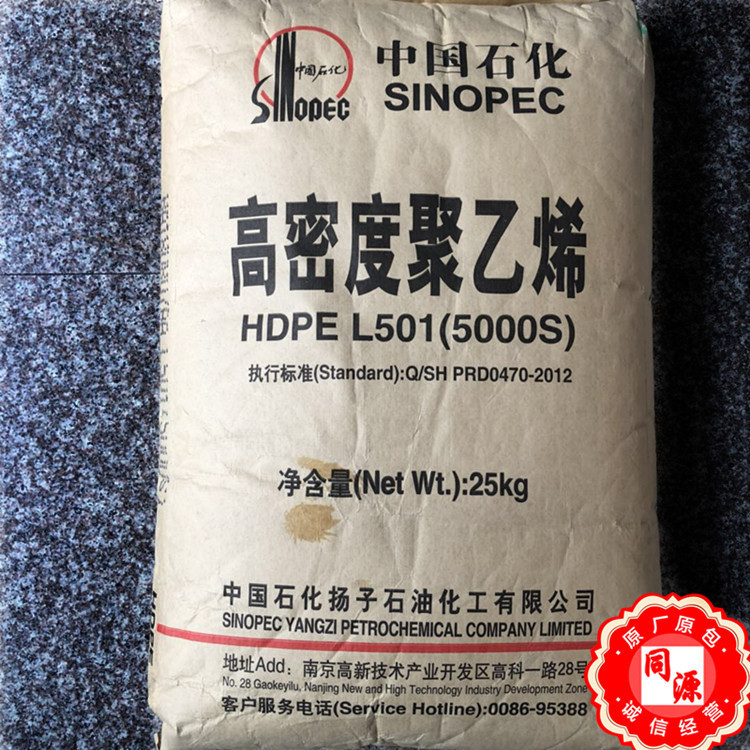 中国石化
SINOPEC
中国石化
SINOPEC
高密度聚乙烯
HDPE L501(5000S)
执行标准(Standard):Q/SH PRD0470-2012
净含量(Net Wt.):25kg
中国石化扬子石油化工有限公司
SINOPEC YANGZI PETROCHEMICAL COMPANY LIMITED
地址Add：南京高新技术产业开发区高科一路28号
No. 28 Gaokeyilu, Nanjing New and High Technology Industry Development Zone
客户服务电话(Service Hotline):0086-95388
原厂原包
同源
诚信经营